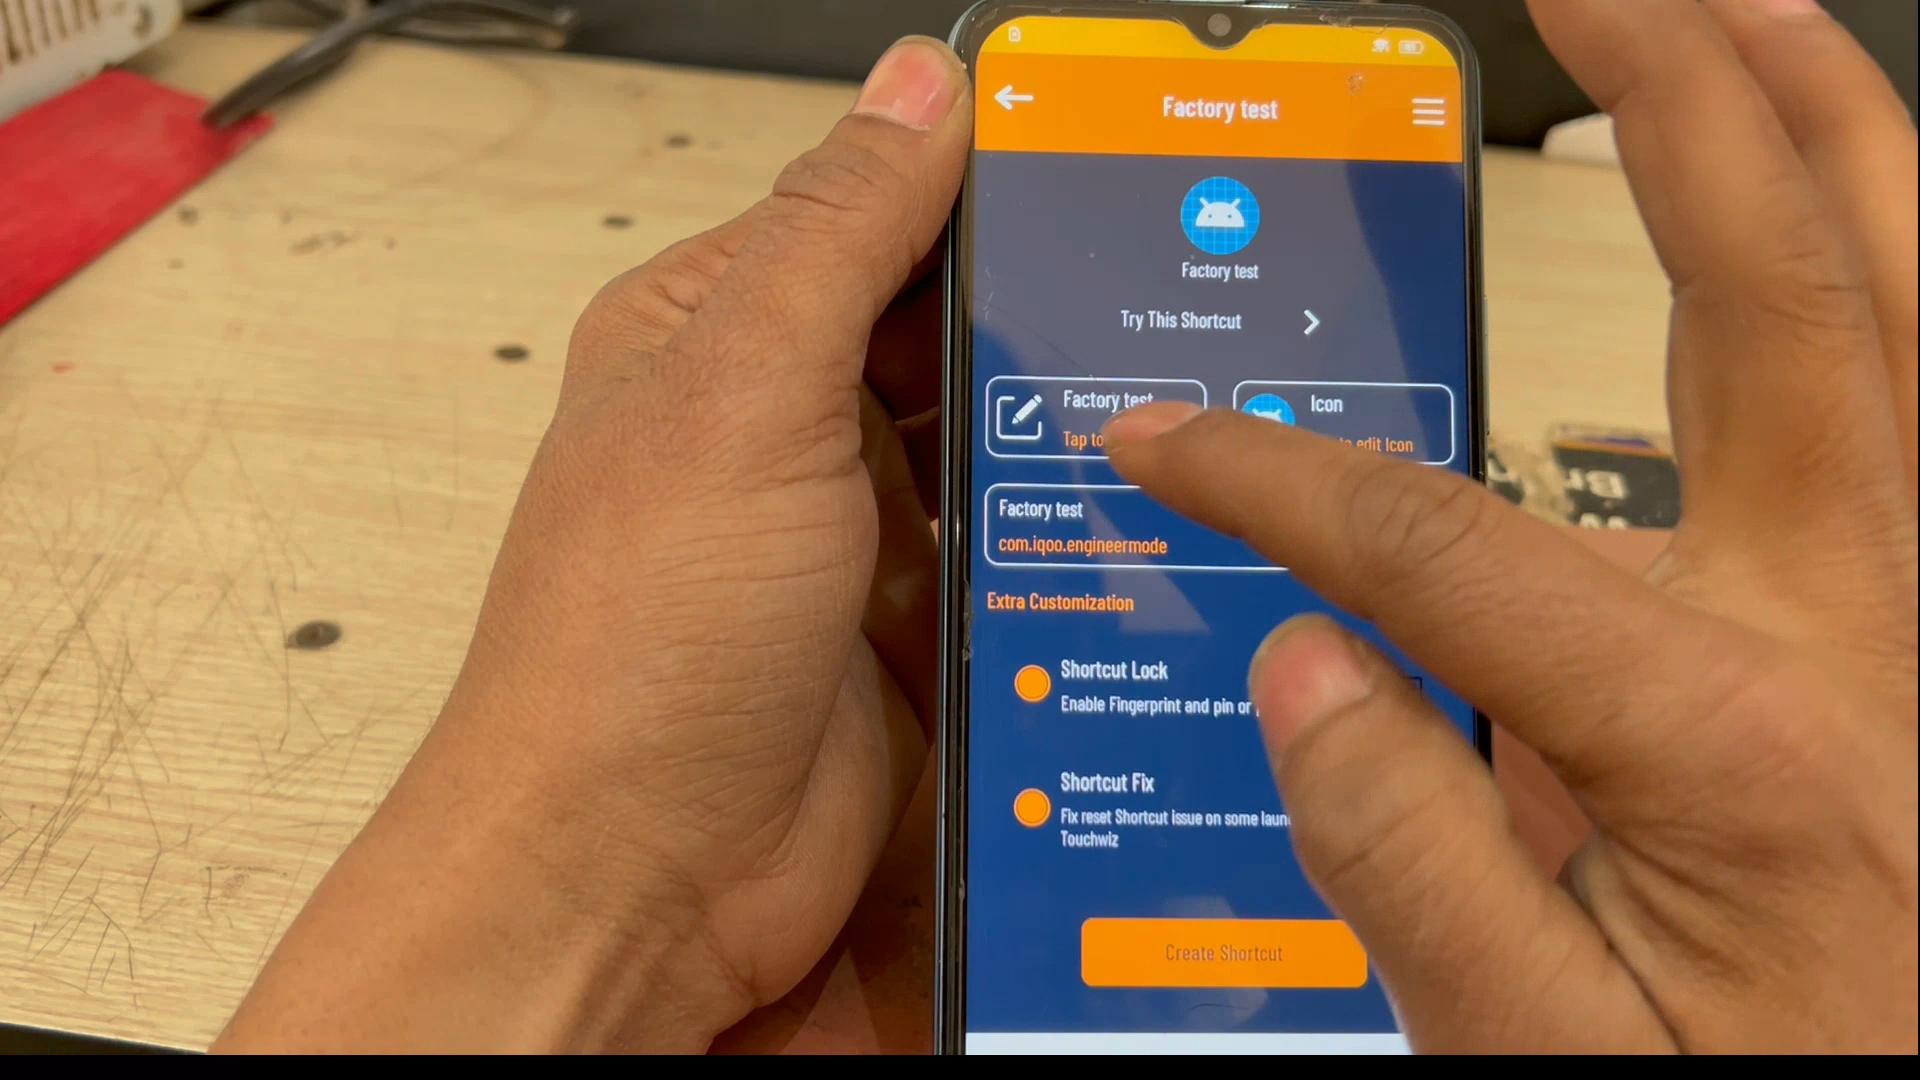 Factory test
Factory test
Try This Shortcut
Factory test
Tap to
Icon
edit Icon
Factory test
com.iqoo.engineermode
Extra Customization
Shortcut Lock
Enable Fingerprint and pin or
Shortcut Fix
Fix reset Shortcut issue on some
Touchwiz
Create Shortcut